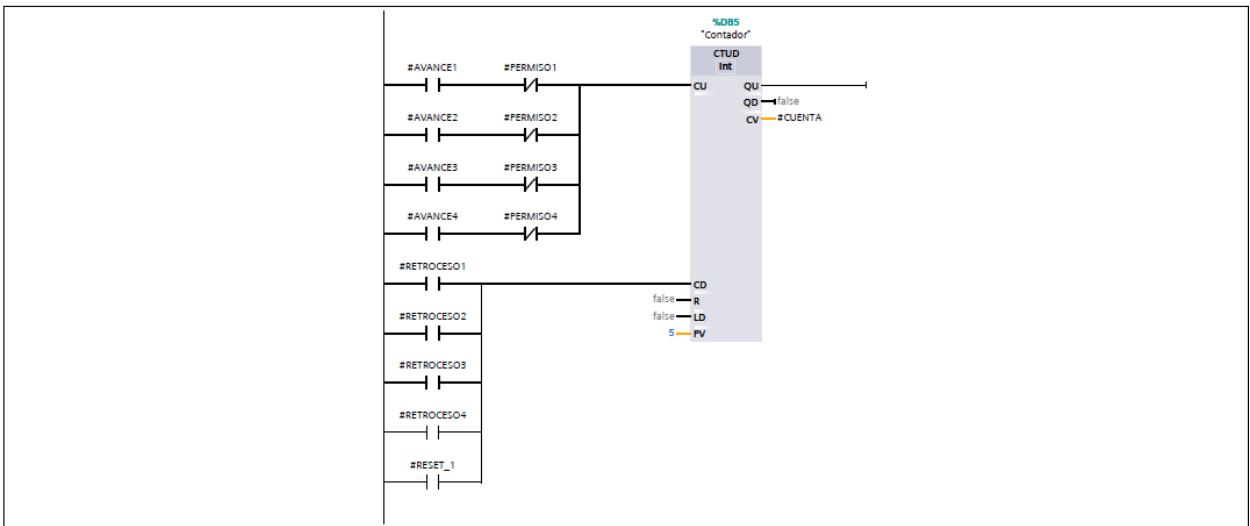 %DB5
"Contador"
CTUD
Int
#AVANCE1 #PERMISO1
CU QU
QD false
#AVANCE2 #PERMISO2
CV #CUENTA
#AVANCE3 #PERMISO3
#AVANCE4 #PERMISO4
#RETROCESO1
CD
false R
#RETROCESO2
false LD
5 PV
#RETROCESO3
#RETROCESO4
#RESET_1